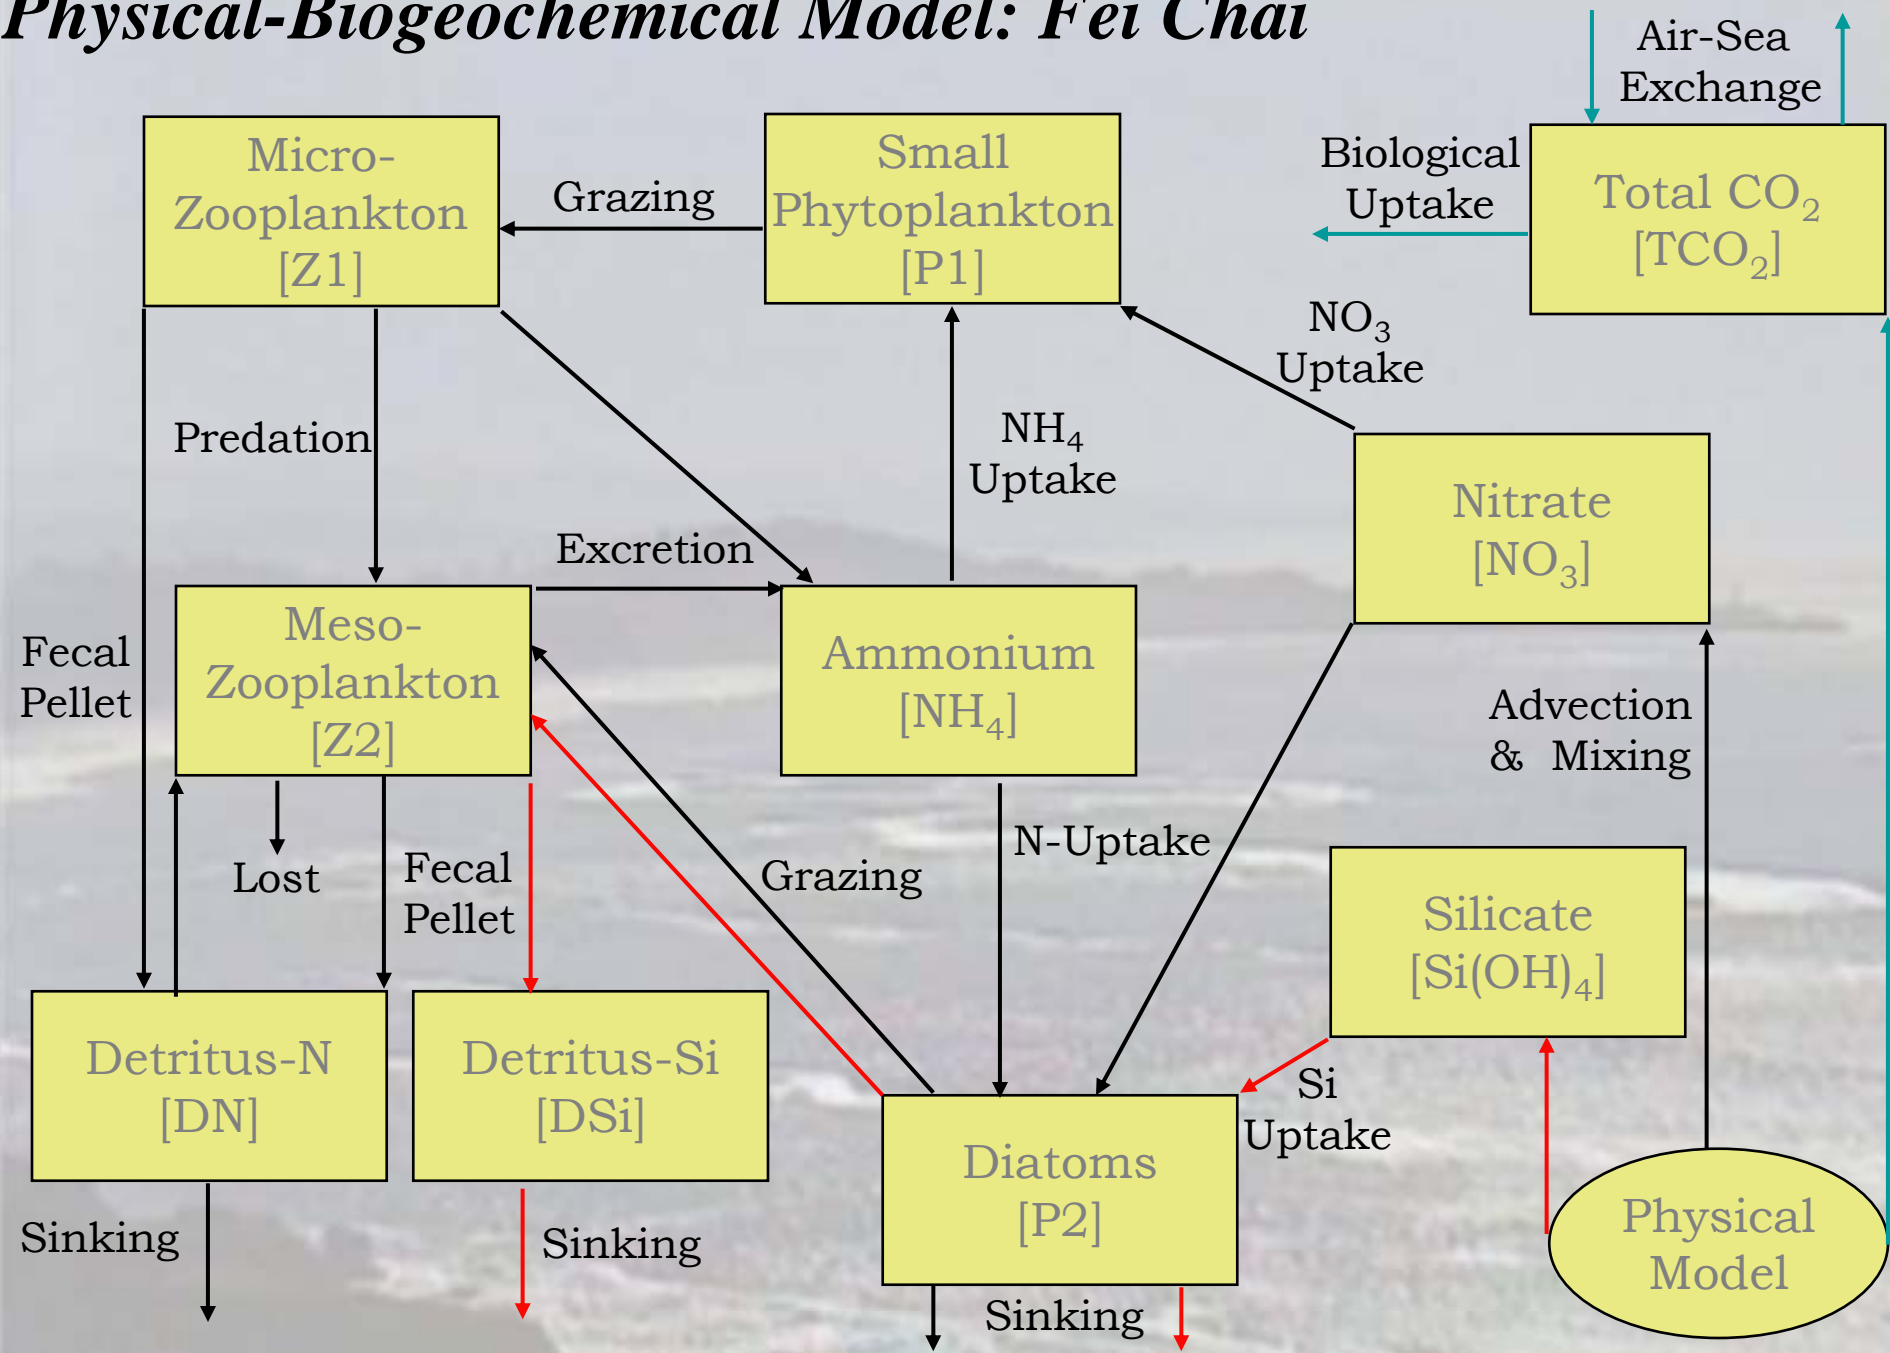 Physical-Biogeochemical Model: Fei Chai
Air-Sea
Exchange
Micro-
Zooplankton
[Z1]
Grazing
Small
Phytoplankton
[P1]
Biological
Uptake
Total CO₂
[TCO₂]
NO₃
Uptake
Predation
NH₄
Uptake
Nitrate
[NO₃]
Excretion
Fecal
Pellet
Meso-
Zooplankton
[Z2]
Ammonium
[NH₄]
Advection
& Mixing
Lost
Fecal
Pellet
Grazing
N-Uptake
Silicate
[Si(OH)₄]
Detritus-N
[DN]
Detritus-Si
[DSi]
Si
Uptake
Diatoms
[P2]
Physical
Model
Sinking
Sinking
Sinking